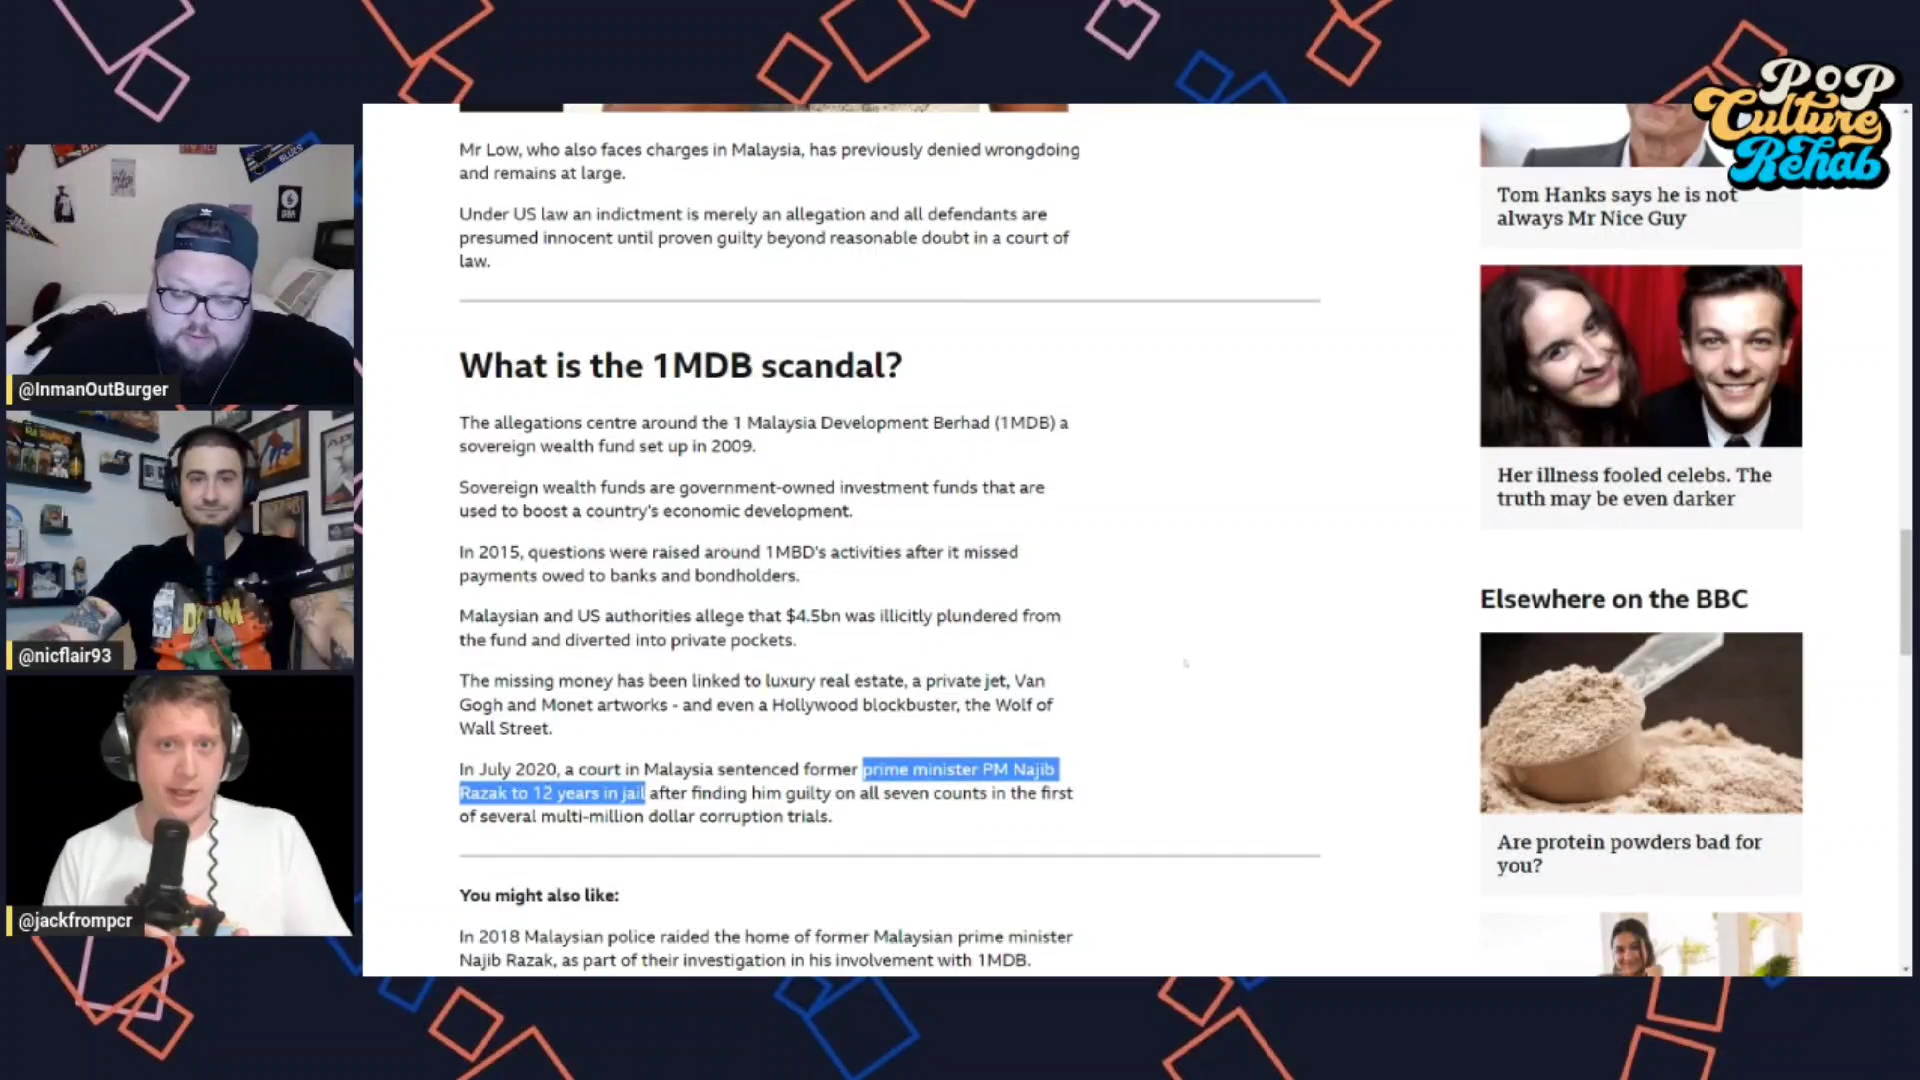 POP
Culture
Rehab
@InmanOutBurger
@nicflair93
@jackfrompcr
BLUES
DOOM
Mr Low, who also faces charges in Malaysia, has previously denied wrongdoing
and remains at large.
Under US law an indictment is merely an allegation and all defendants are
presumed innocent until proven guilty beyond reasonable doubt in a court of
law.
What is the 1MDB scandal?
The allegations centre around the 1 Malaysia Development Berhad (1MDB) a
sovereign wealth fund set up in 2009.
Sovereign wealth funds are government-owned investment funds that are
used to boost a country's economic development.
In 2015, questions were raised around 1MBD's activities after it missed
payments owed to banks and bondholders.
Malaysian and US authorities allege that $4.5bn was illicitly plundered from
the fund and diverted into private pockets.
The missing money has been linked to luxury real estate, a private jet, Van
Gogh and Monet artworks - and even a Hollywood blockbuster, the Wolf of
Wall Street.
In July 2020, a court in Malaysia sentenced former prime minister PM Najib
Razak to 12 years in jail after finding him guilty on all seven counts in the first
of several multi-million dollar corruption trials.
You might also like:
In 2018 Malaysian police raided the home of former Malaysian prime minister
Najib Razak, as part of their investigation in his involvement with 1MDB.
Tom Hanks says he is not
always Mr Nice Guy
Her illness fooled celebs. The
truth may be even darker
Elsewhere on the BBC
Are protein powders bad for
you?